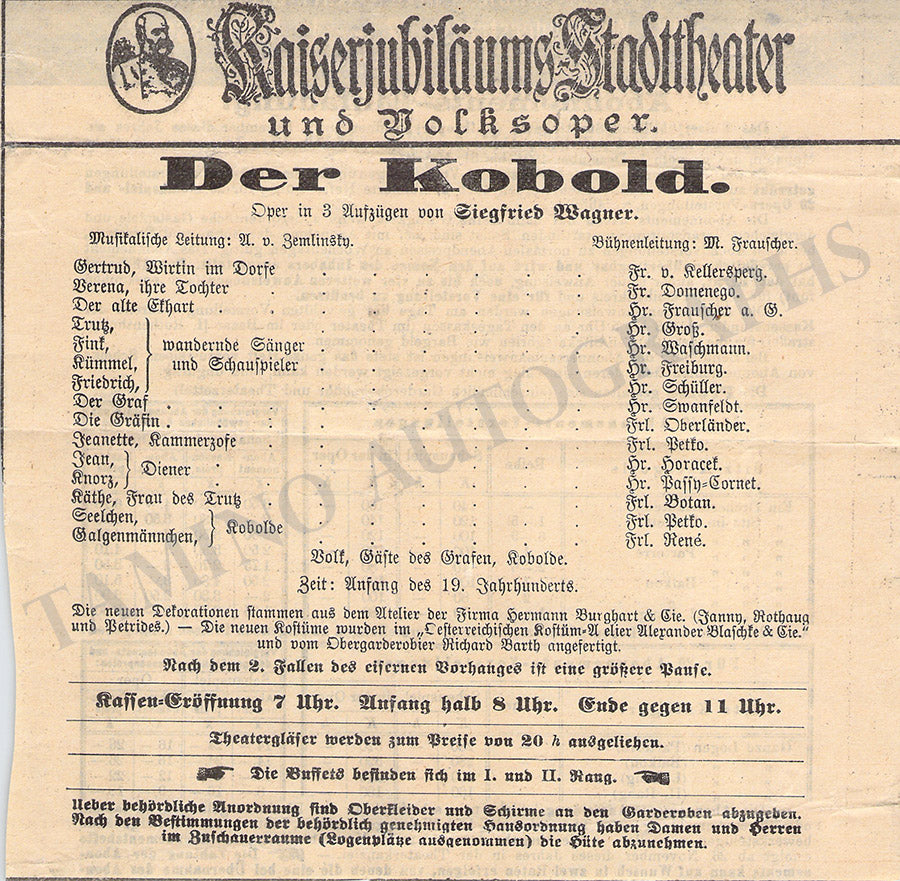 Kaiserjubiläums Stadttheater
und Volksoper.
Der Kobold.
Oper in 3 Aufzügen von Siegfried Wagner.
Musikalische Leitung: A. v. Zemlinsky. Bühnenleitung: M. Frauscher.
Gertrud, Wirtin im Dorfe . . . . . Fr. v. Kellersperg.
Verena, ihre Tochter . . . . . Fr. Domenego.
Der alte Ekhart . . . . . Hr. Frauscher a. G.
Trutz, Hr. Groß.
Fink, wandernde Sänger . . . . Hr. Waschmann.
Kümmel, und Schauspieler . . . . Hr. Freiburg.
Friedrich, Hr. Schüller.
Der Graf . . . . . Hr. Swanfeldt.
Die Gräfin . . . . . Frl. Oberländer.
Jeanette, Kammerzofe . . . . . Frl. Petko.
Jean, Diener . . . . . Hr. Horacek.
Knorz, Hr. Passy-Cornet.
Käthe, Frau des Trutz . . . . . Frl. Botan.
Seelchen, Kobolde . . . . . Frl. Petko.
Galgenmännchen, Frl. René.
Volk, Gäste des Grafen, Kobolde.
Zeit: Anfang des 19. Jahrhunderts.
Die neuen Dekorationen stammen aus dem Atelier der Firma Hermann Burghart & Cie. (Janny, Rothaug
und Petrides.) — Die neuen Kostüme wurden im „Oesterreichischen Kostüm-A elier Alexander Blaschke & Cie."
und vom Obergarderobier Richard Barth angefertigt.
Nach dem 2. Fallen des eisernen Vorhanges ist eine größere Pause.
Kassen-Eröffnung 7 Uhr. Anfang halb 8 Uhr. Ende gegen 11 Uhr.
Theatergläser werden zum Preise von 20 h ausgeliehen.
Die Buffets befinden sich im I. und II. Rang.
Ueber behördliche Anordnung sind Oberkleider und Schirme an den Garderoben abzugeben.
Nach den Bestimmungen der behördlich genehmigten Hausordnung haben Damen und Herren
im Zuschauerraume (Logenplätze ausgenommen) die Hüte abzunehmen.
TAMINO AUTOGRAPHS